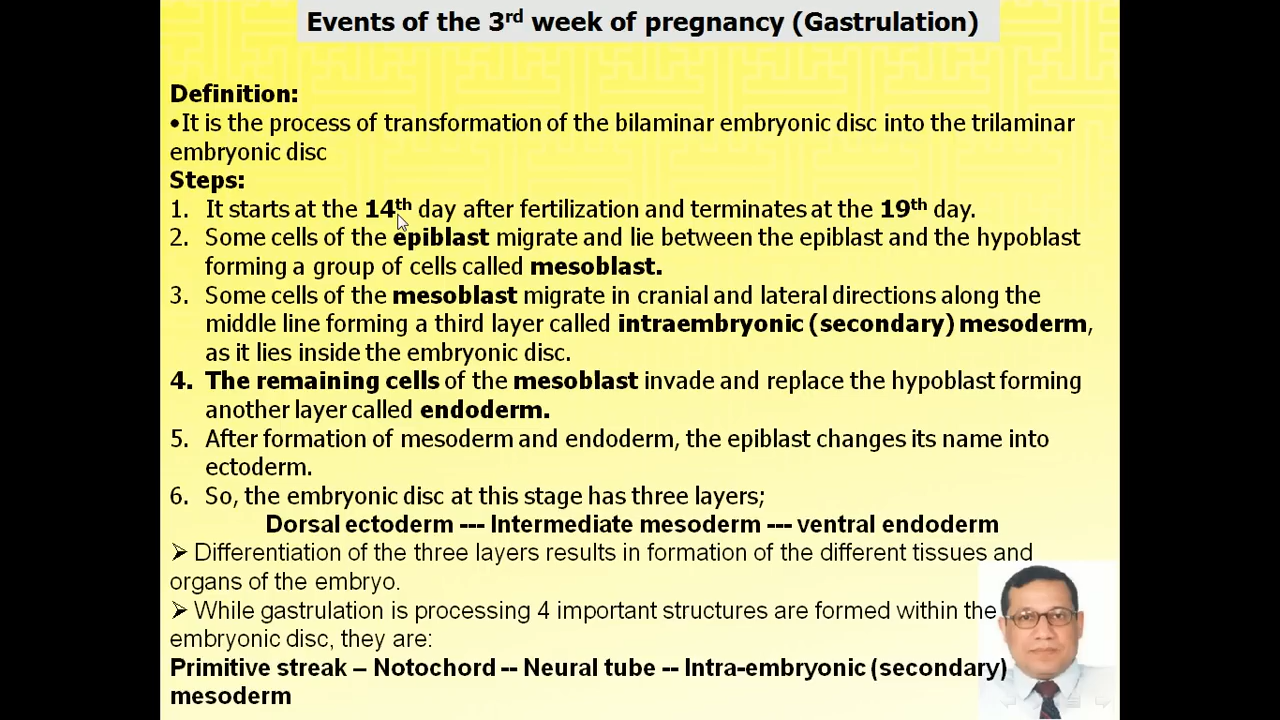 Events of the 3rd week of pregnancy (Gastrulation)
Definition:
•It is the process of transformation of the bilaminar embryonic disc into the trilaminar
embryonic disc
Steps:
1. It starts at the 14th day after fertilization and terminates at the 19th day.
2. Some cells of the epiblast migrate and lie between the epiblast and the hypoblast
forming a group of cells called mesoblast.
3. Some cells of the mesoblast migrate in cranial and lateral directions along the
middle line forming a third layer called intraembryonic (secondary) mesoderm,
as it lies inside the embryonic disc.
4. The remaining cells of the mesoblast invade and replace the hypoblast forming
another layer called endoderm.
5. After formation of mesoderm and endoderm, the epiblast changes its name into
ectoderm.
6. So, the embryonic disc at this stage has three layers;
Dorsal ectoderm --- Intermediate mesoderm --- ventral endoderm
➢ Differentiation of the three layers results in formation of the different tissues and
organs of the embryo.
➢ While gastrulation is processing 4 important structures are formed within the
embryonic disc, they are:
Primitive streak – Notochord -- Neural tube -- Intra-embryonic (secondary)
mesoderm